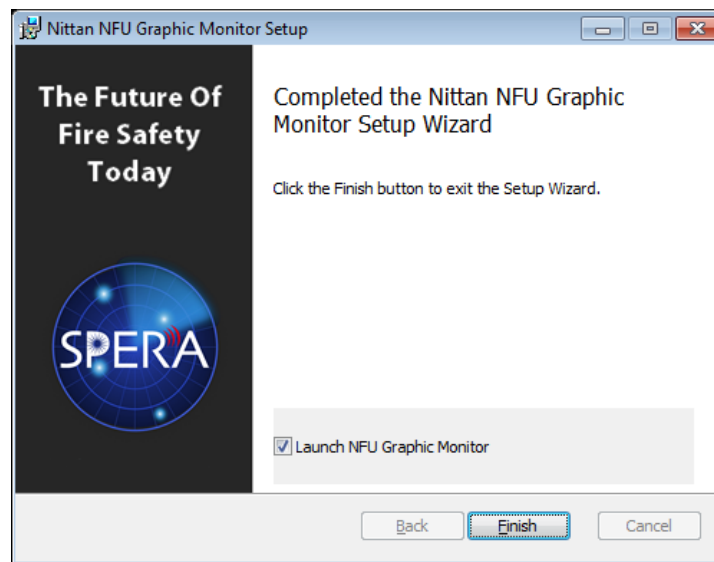 Nittan NFU Graphic Monitor Setup
The Future Of
Fire Safety
Today
SPERA
Completed the Nittan NFU Graphic
Monitor Setup Wizard
Click the Finish button to exit the Setup Wizard.
Launch NFU Graphic Monitor
Back Finish Cancel